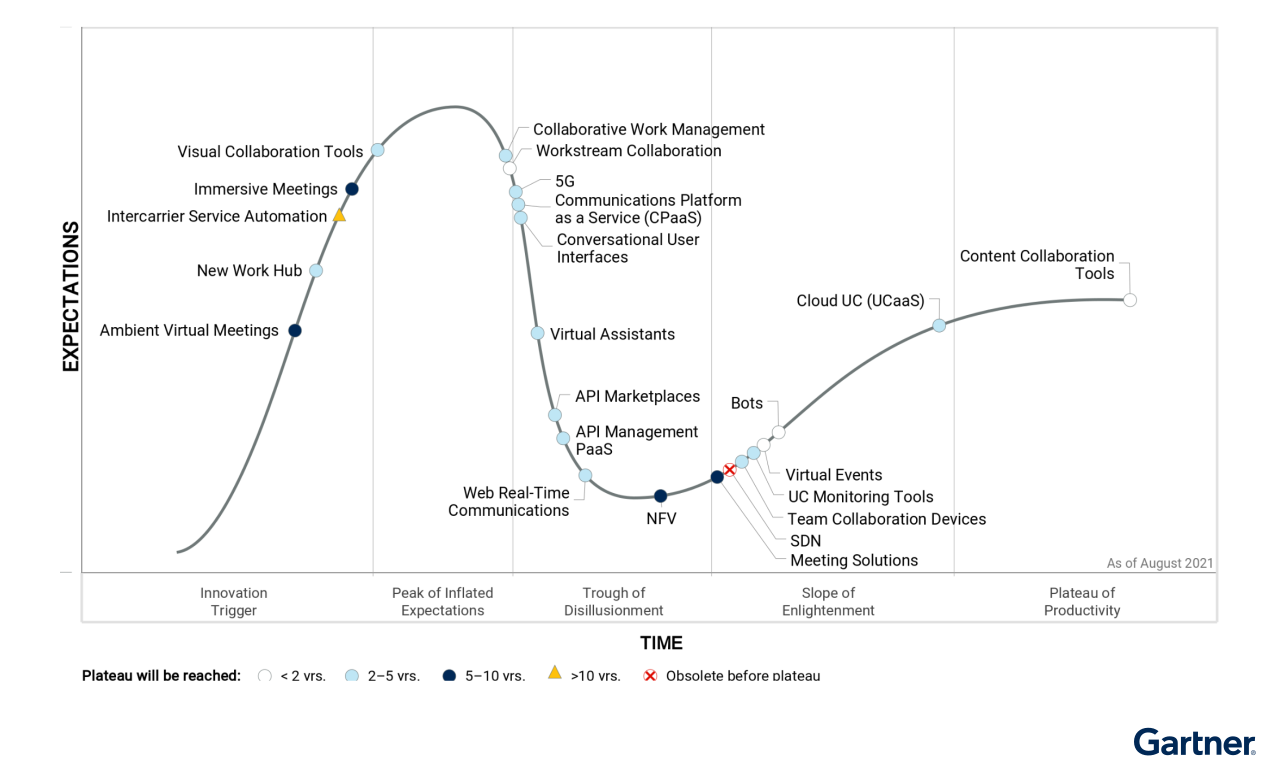 EXPECTATIONS
Visual Collaboration Tools
Immersive Meetings
Intercarrier Service Automation
New Work Hub
Ambient Virtual Meetings
Collaborative Work Management
Workstream Collaboration
5G
Communications Platform
as a Service (CPaaS)
Conversational User
Interfaces
Virtual Assistants
API Marketplaces
API Management
PaaS
Web Real-Time
Communications
NFV
Content Collaboration
Tools
Cloud UC (UCaaS)
Bots
Virtual Events
UC Monitoring Tools
Team Collaboration Devices
SDN
Meeting Solutions
As of August 2021
Innovation
Trigger
Peak of Inflated
Expectations
Trough of
Disillusionment
Slope of
Enlightenment
Plateau of
Productivity
TIME
Plateau will be reached: < 2 yrs. 2–5 yrs. 5–10 yrs. >10 yrs. Obsolete before plateau
Gartner